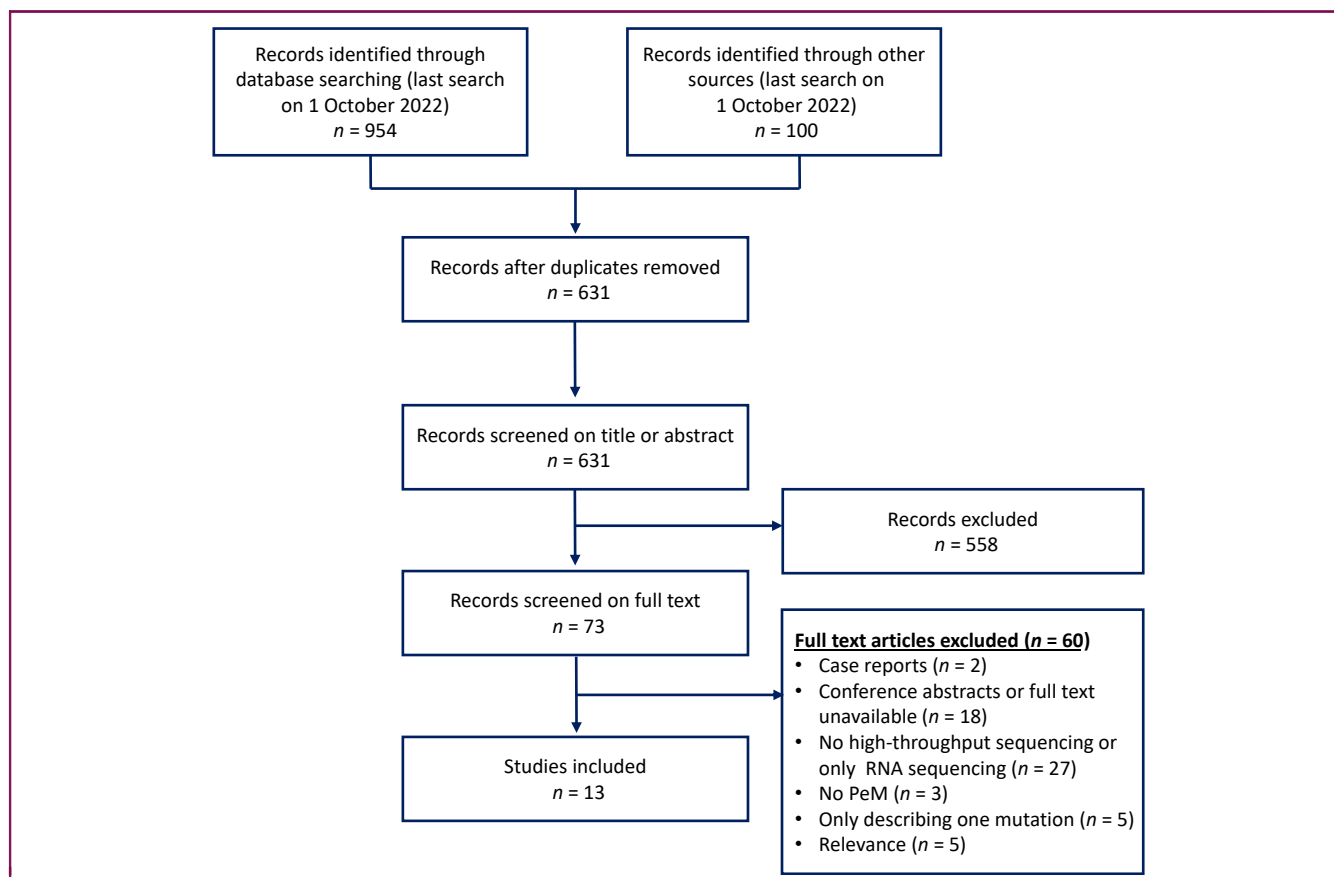 Records identified through
database searching (last search
on 1 October 2022)
n = 954
Records identified through other
sources (last search on
1 October 2022)
n = 100
Records after duplicates removed
n = 631
Records screened on title or abstract
n = 631
Records excluded
n = 558
Records screened on full text
n = 73
Full text articles excluded (n = 60)
• Case reports (n = 2)
• Conference abstracts or full text
unavailable (n = 18)
• No high-throughput sequencing or
only RNA sequencing (n = 27)
• No PeM (n = 3)
• Only describing one mutation (n = 5)
• Relevance (n = 5)
Studies included
n = 13